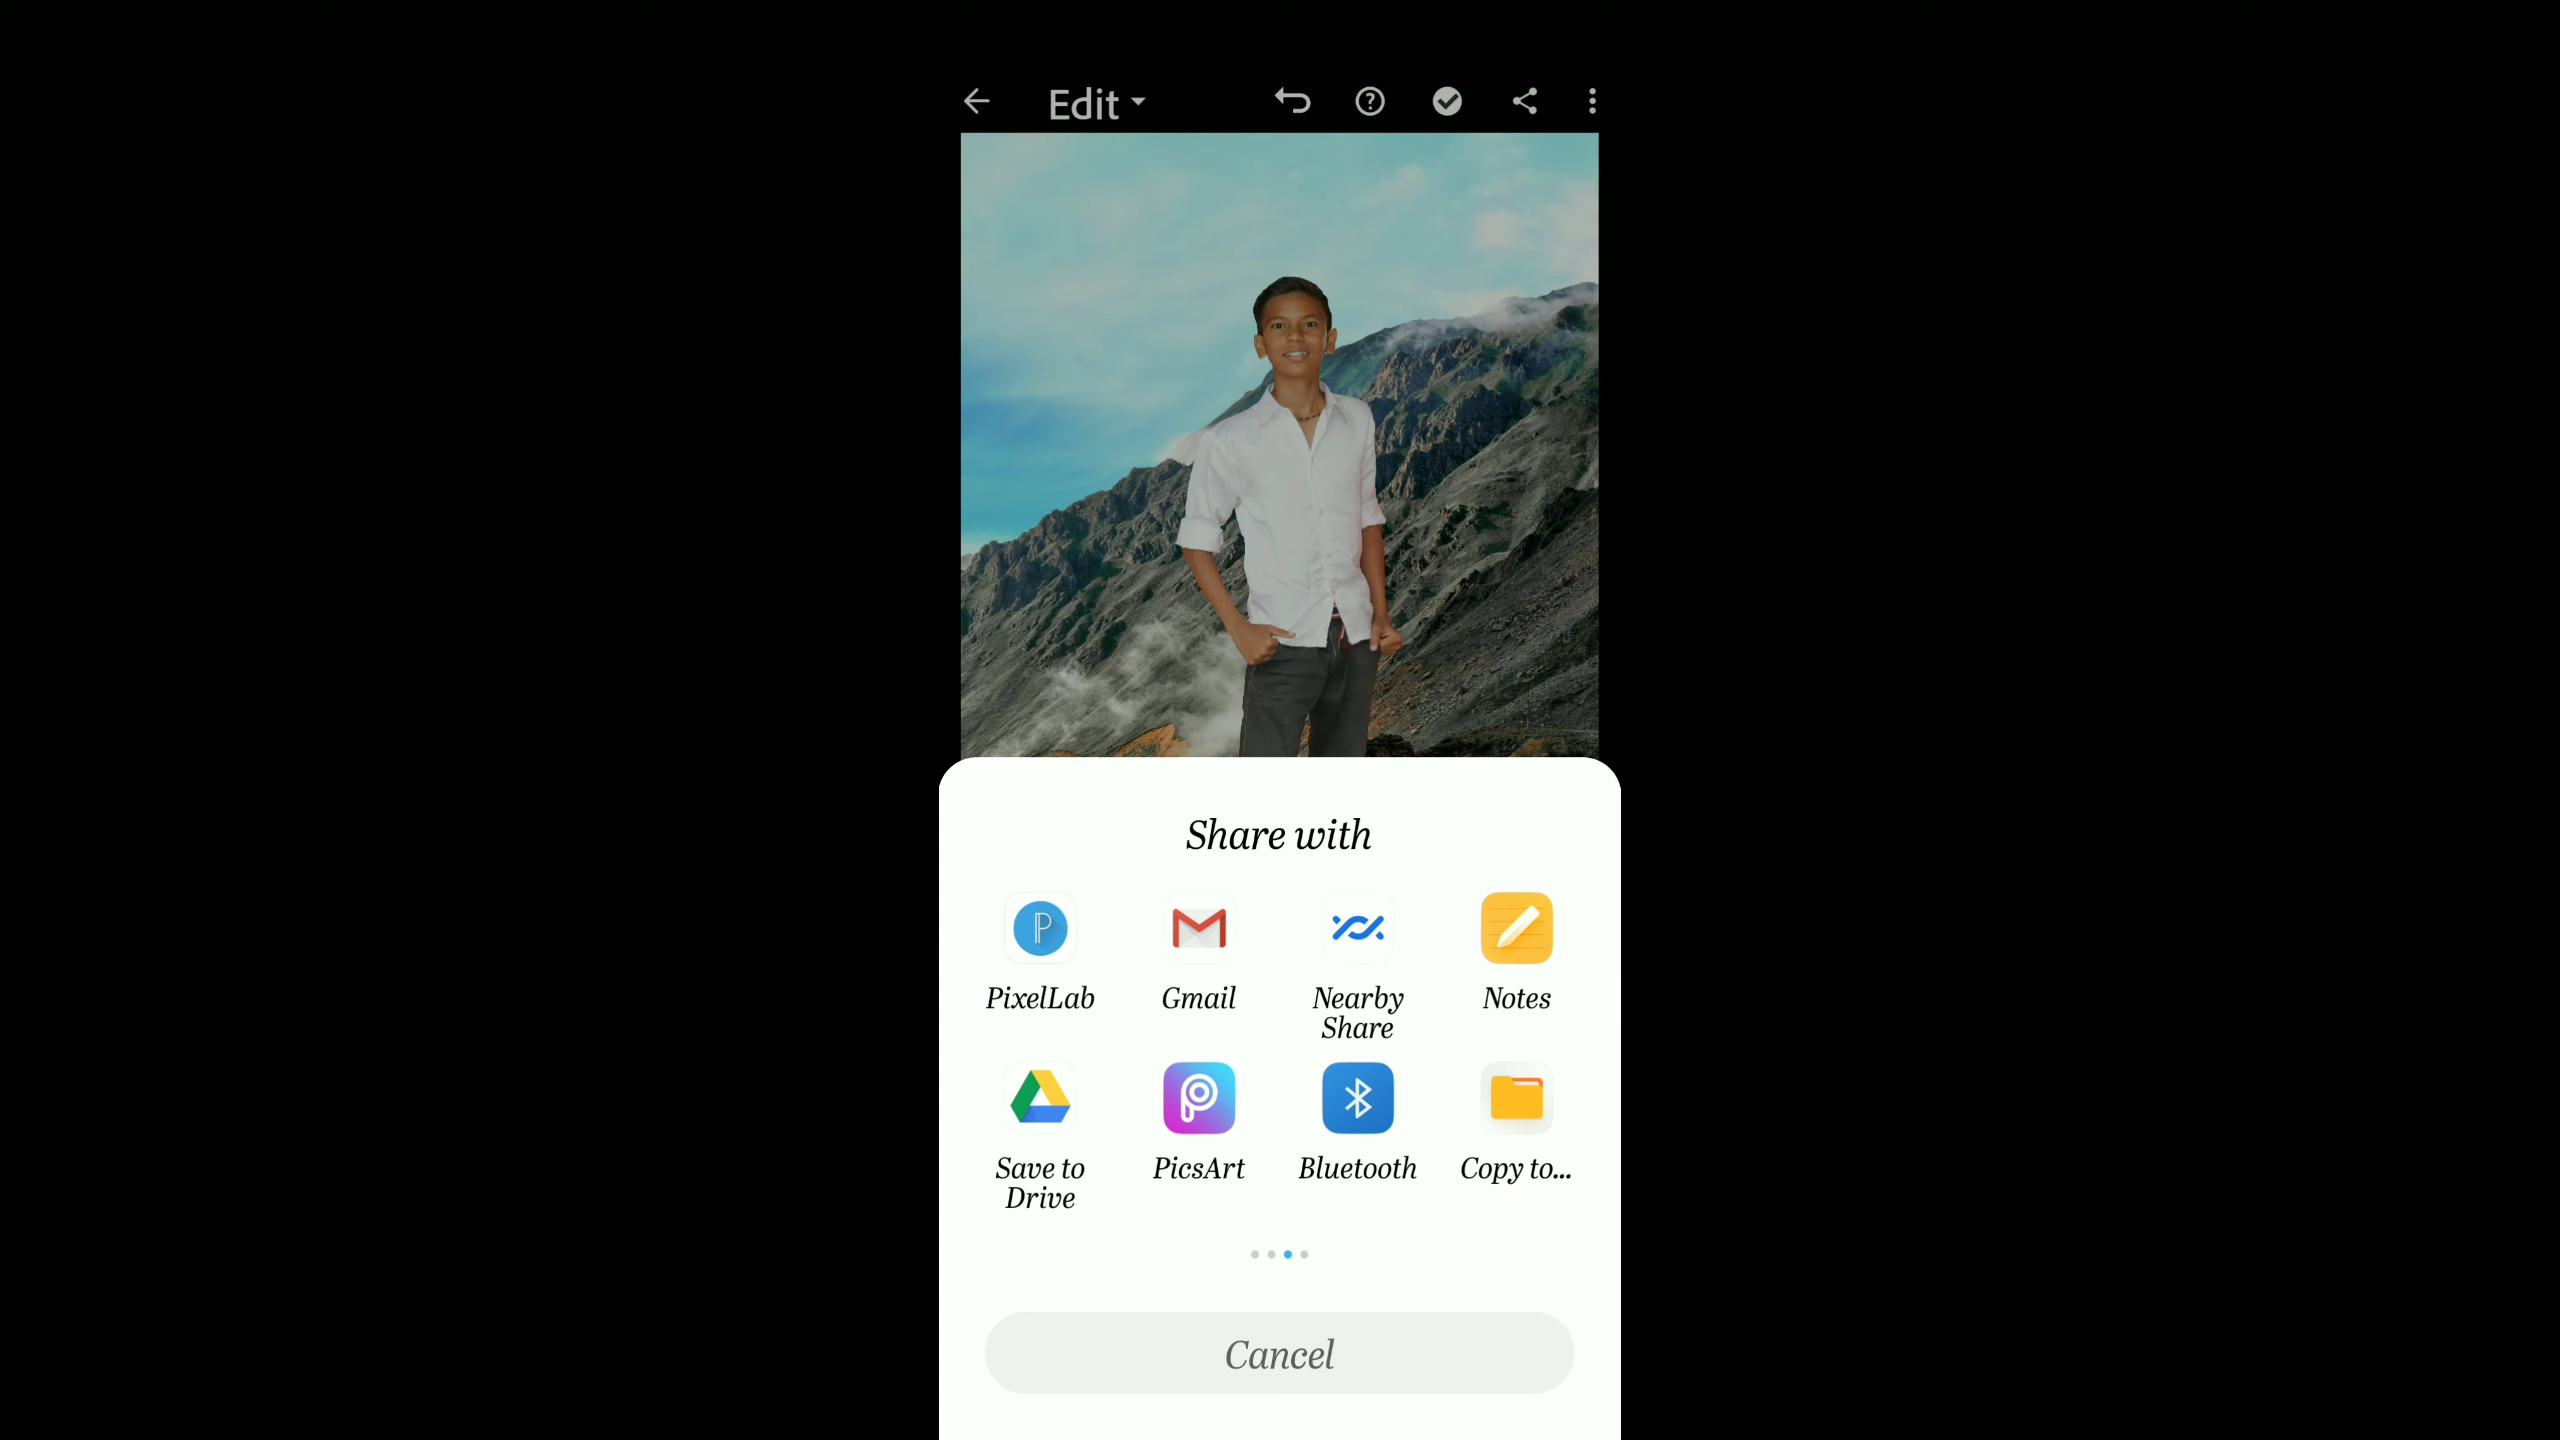 Edit
Share with
PixelLab
Gmail
Nearby
Share
Notes
Save to
Drive
PicsArt
Bluetooth
Copy to...
Cancel